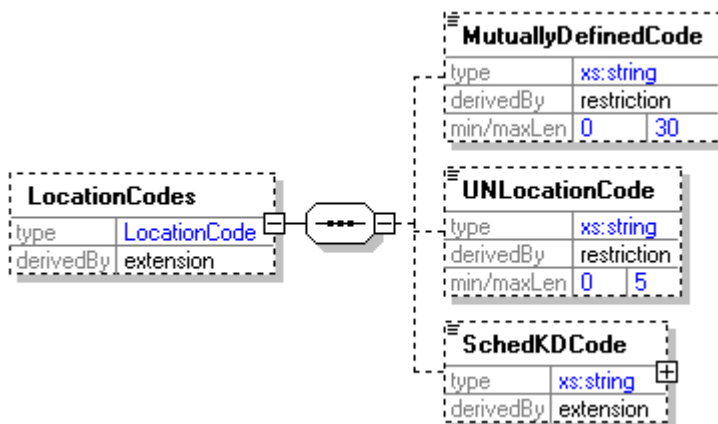 MutuallyDefinedCode
type xs:string
derivedBy restriction
min/maxLen 0 30
LocationCodes
type LocationCode
derivedBy extension
UNLocationCode
type xs:string
derivedBy restriction
min/maxLen 0 5
SchedKDCode
type xs:string
derivedBy extension